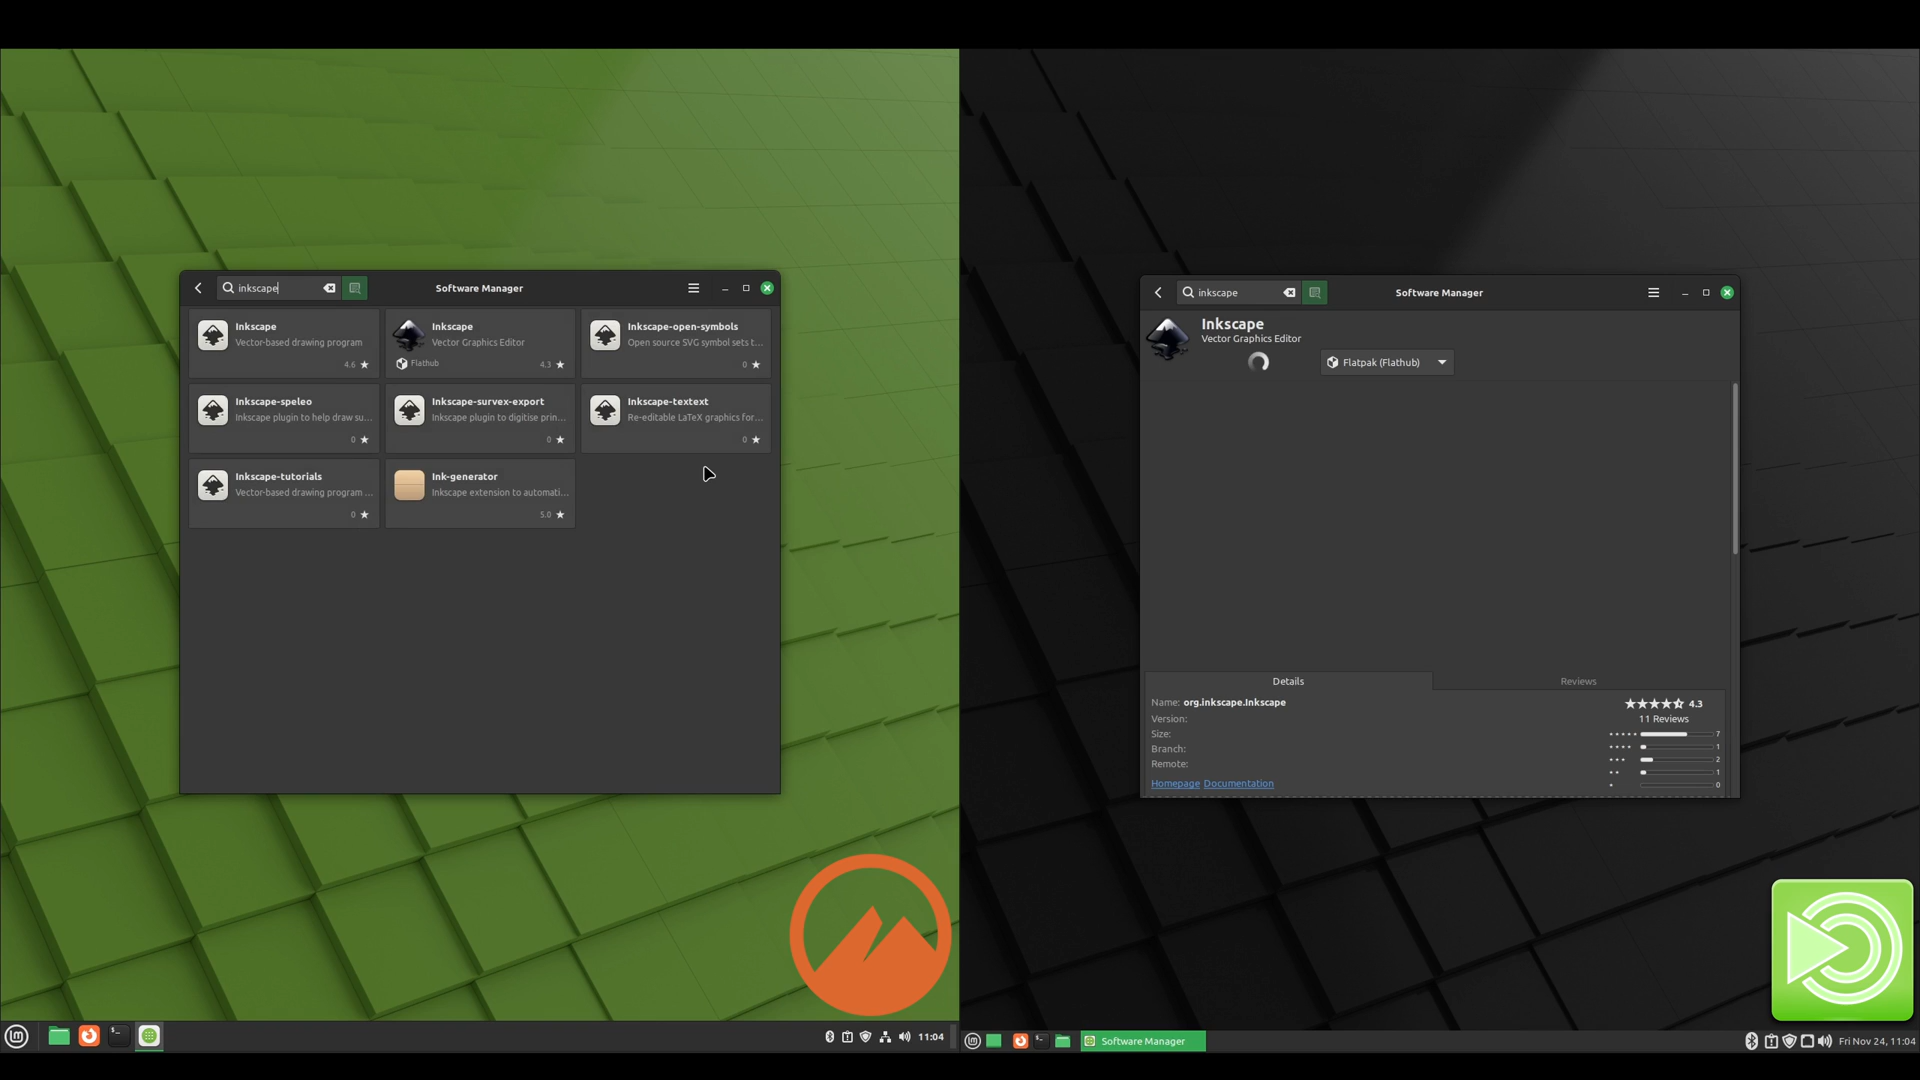 inkscape
Software Manager
Inkscape
Vector-based drawing program
4.6 ★
Inkscape
Vector Graphics Editor
Flathub
4.3 ★
Inkscape-open-symbols
Open source SVG symbol sets t...
0 ★
Inkscape-speleo
Inkscape plugin to help draw su...
0 ★
Inkscape-survex-export
Inkscape plugin to digitise prin...
0 ★
Inkscape-textext
Re-editable LaTeX graphics for...
0 ★
Inkscape-tutorials
Vector-based drawing program ...
0 ★
Ink-generator
Inkscape extension to automati...
5.0 ★
11:04
inkscape
Software Manager
Inkscape
Vector Graphics Editor
Flatpak (Flathub)
Details
Reviews
Name: org.inkscape.Inkscape
Version:
Size:
Branch:
Remote:
Homepage Documentation
★★★★ 4.3
11 Reviews
7
1
2
1
0
Software Manager
Fri Nov 24, 11:04